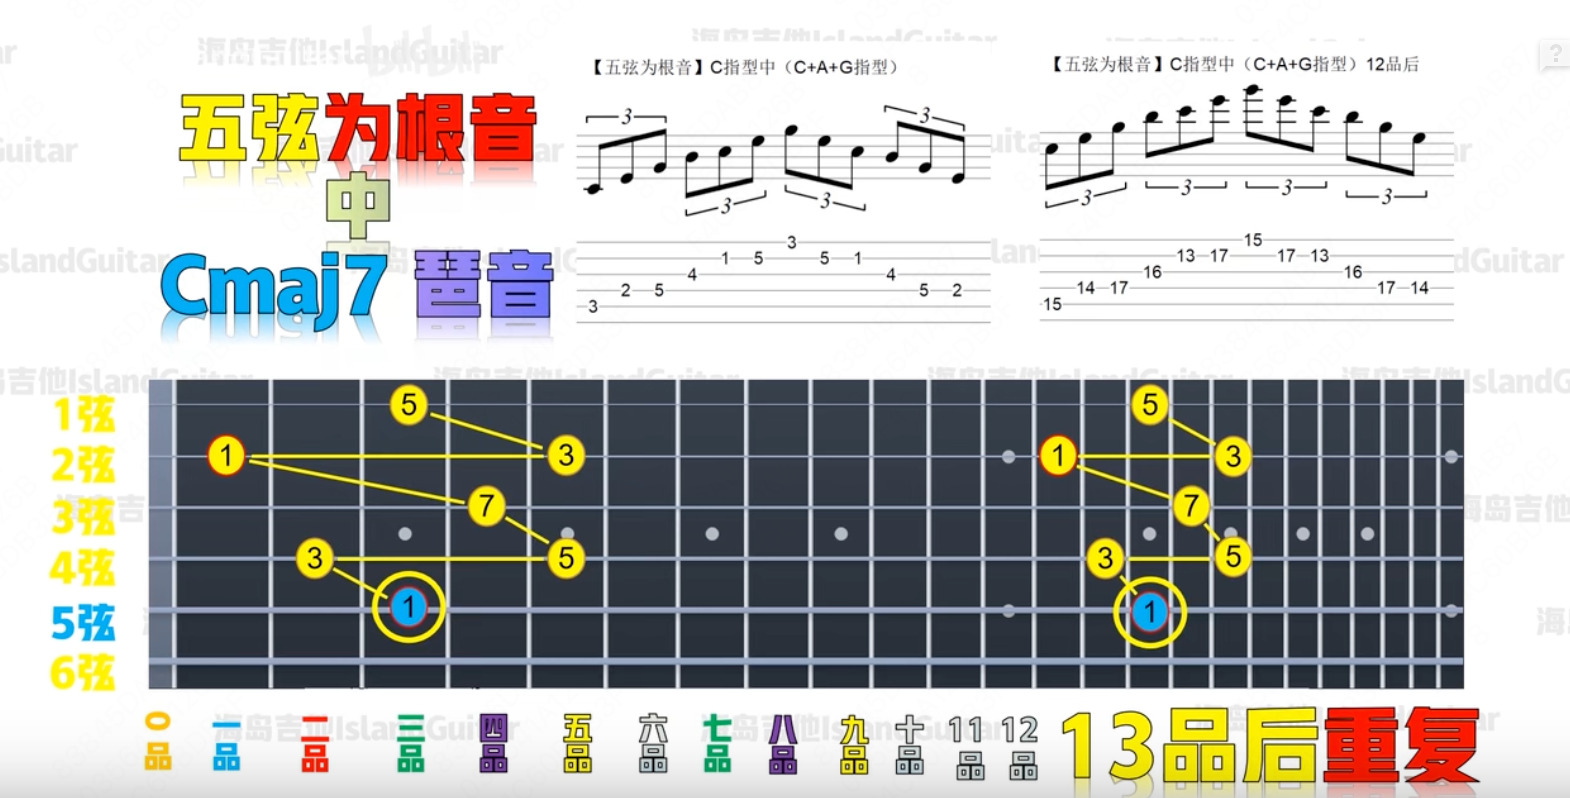 五弦为根音
中
Cmaj7 琶音
【五弦为根音】C指型中（C+A+G指型）
3 3 3 3
3 2 5 4 1 5 3 5 1 4 5 2
【五弦为根音】C指型中（C+A+G指型）12品后
3 3 3 3
15 14 17 16 13 17 15 17 13 16 17 14
?
1弦 5 5
2弦 1 3 1 3
3弦 7 7
4弦 3 5 3 5
5弦 1 1
6弦
0品 一品 二品 三品 四品 五品 六品 七品 八品 九品 十品 11品 12品
13品后重复
海岛吉他IslandGuitar